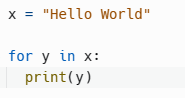 x = "Hello World"
for y in x:
  print(y)